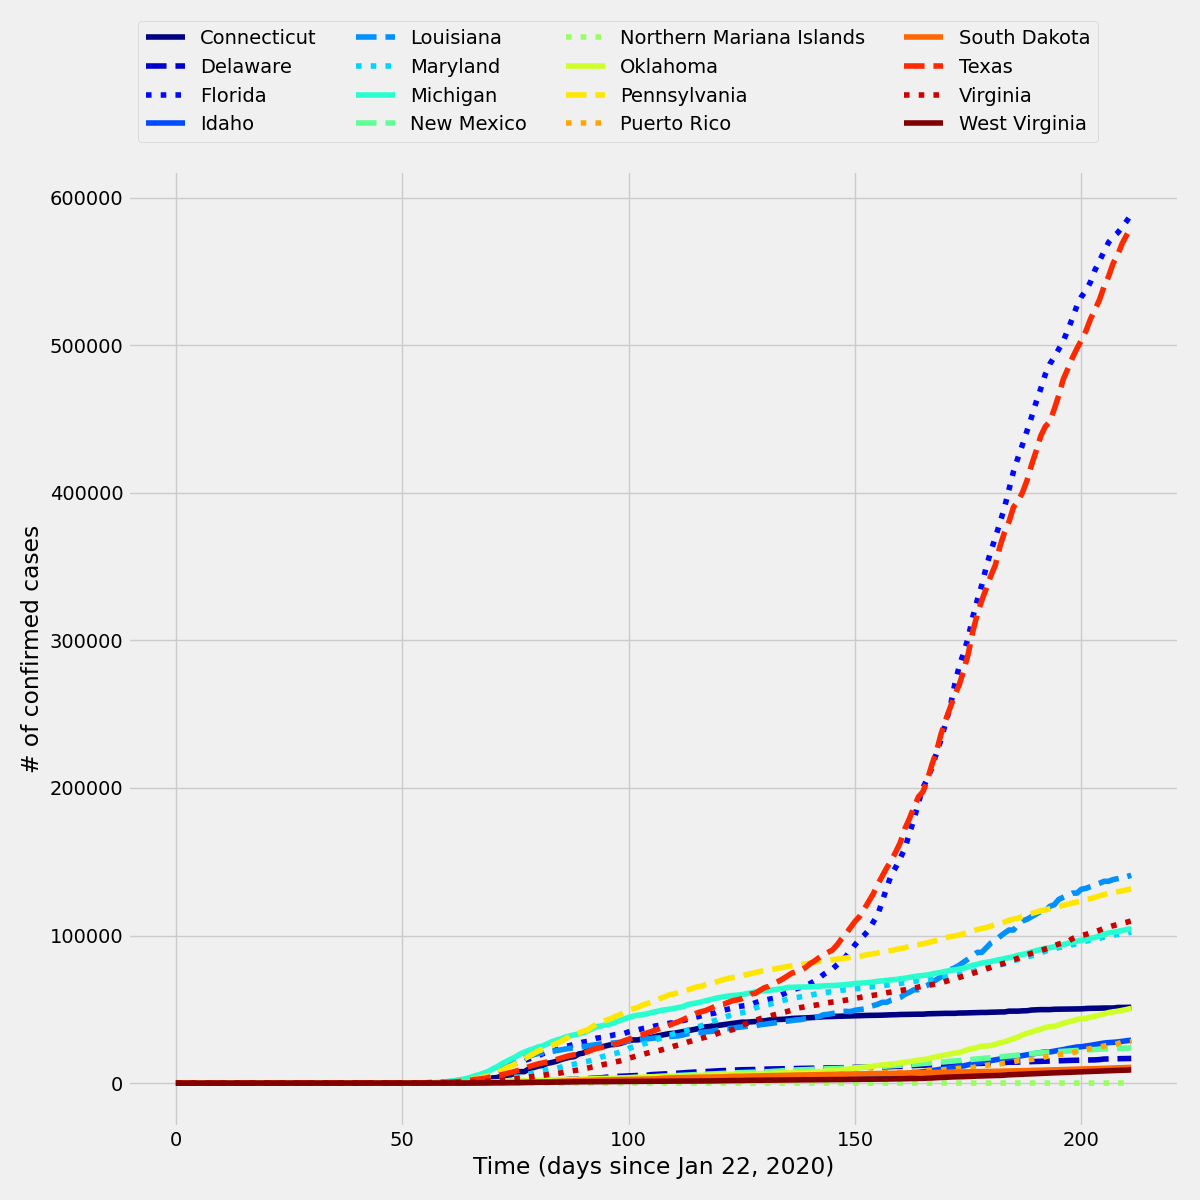 Connecticut Louisiana Northern Mariana Islands South Dakota
Delaware Maryland Oklahoma Texas
Florida Michigan Pennsylvania Virginia
Idaho New Mexico Puerto Rico West Virginia
600000
500000
400000
300000
200000
100000
0
# of confirmed cases
0 50 100 150 200
Time (days since Jan 22, 2020)